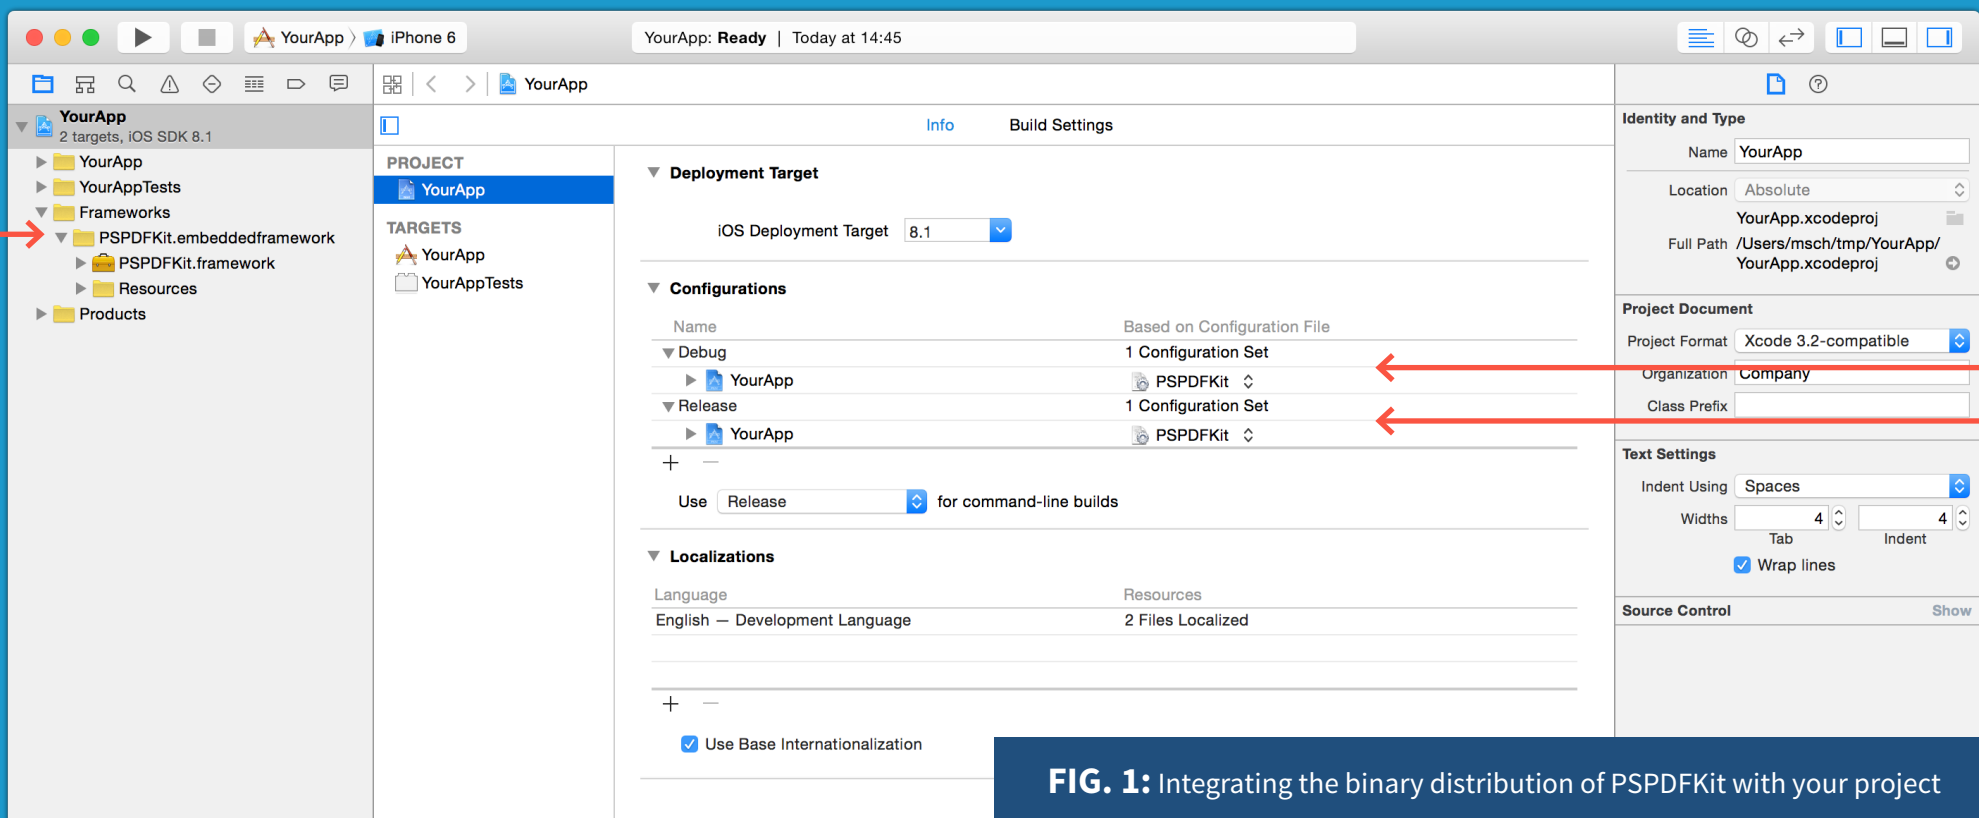 YourApp iPhone 6
YourApp: Ready | Today at 14:45
YourApp
2 targets, iOS SDK 8.1
YourApp
YourAppTests
Frameworks
PSPDFKit.embeddedframework
PSPDFKit.framework
Resources
Products
YourApp
Info Build Settings
PROJECT
YourApp
TARGETS
YourApp
YourAppTests
Deployment Target
iOS Deployment Target 8.1
Configurations
Name Based on Configuration File
Debug 1 Configuration Set
YourApp PSPDFKit
Release 1 Configuration Set
YourApp PSPDFKit
Use Release for command-line builds
Localizations
Language Resources
English — Development Language 2 Files Localized
Use Base Internationalization
Identity and Type
Name YourApp
Location Absolute
YourApp.xcodeproj
Full Path /Users/msch/tmp/YourApp/
YourApp.xcodeproj
Project Document
Project Format Xcode 3.2-compatible
Organization Company
Class Prefix
Text Settings
Indent Using Spaces
Widths 4 4
Tab Indent
Wrap lines
Source Control Show
FIG. 1: Integrating the binary distribution of PSPDFKit with your project